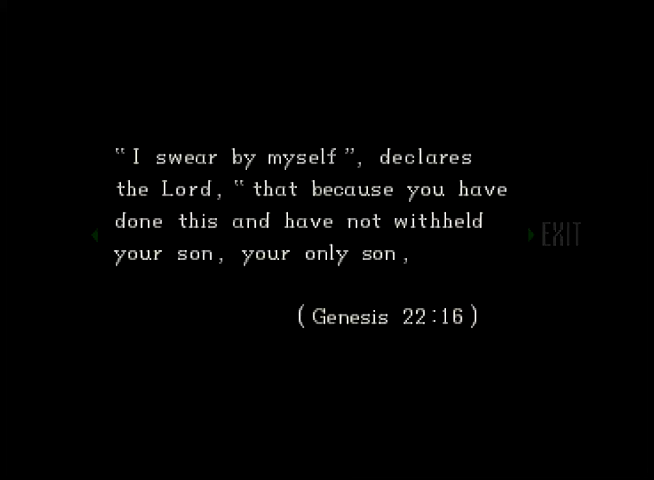 “I swear by myself”, declares
the Lord, “that because you have
done this and have not withheld
your son, your only son,
EXIT
(Genesis 22:16)